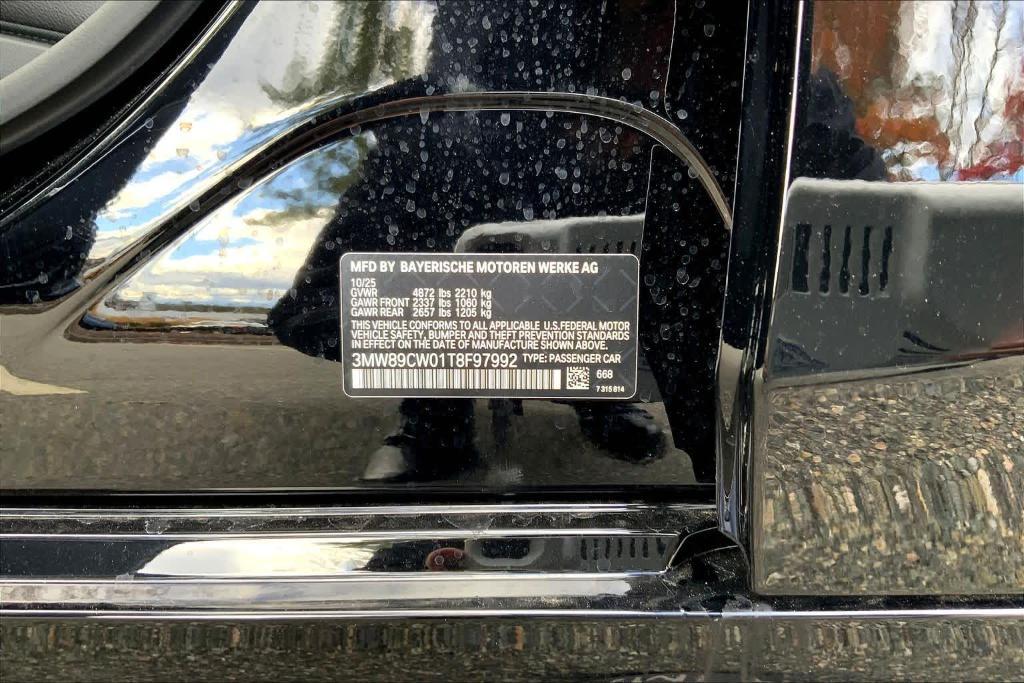 MFD BY BAYERISCHE MOTOREN WERKE AG
10/25
GVWR 4872 lbs 2210 kg
GAWR FRONT 2337 lbs 1060 kg
GAWR REAR 2657 lbs 1205 kg
THIS VEHICLE CONFORMS TO ALL APPLICABLE U.S.FEDERAL MOTOR
VEHICLE SAFETY, BUMPER AND THEFT PREVENTION STANDARDS
IN EFFECT ON THE DATE OF MANUFACTURE SHOWN ABOVE.
3MW89CW01T8F97992 TYPE: PASSENGER CAR
668
7 315 814